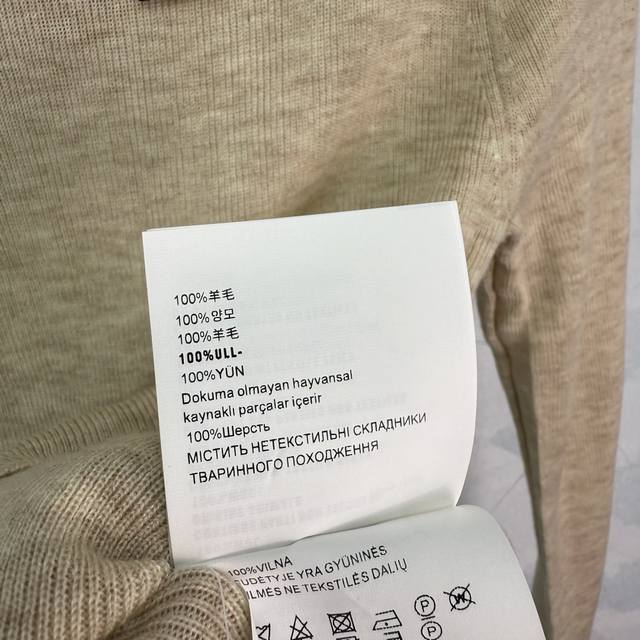 100%羊毛
100%양모
100%羊毛
100%ULL-
100%YÜN
Dokuma olmayan hayvansal
kaynaklı parçalar içerir
100%Шерсть
МІСТИТЬ НЕТЕКСТИЛЬНІ СКЛАДНИКИ
ТВАРИННОГО ПОХОДЖЕННЯ
100%VILNA
SUDĖTYJE YRA GYŪNINĖS
KILMĖS NE TEKSTILĖS DALIŲ
P
W
P